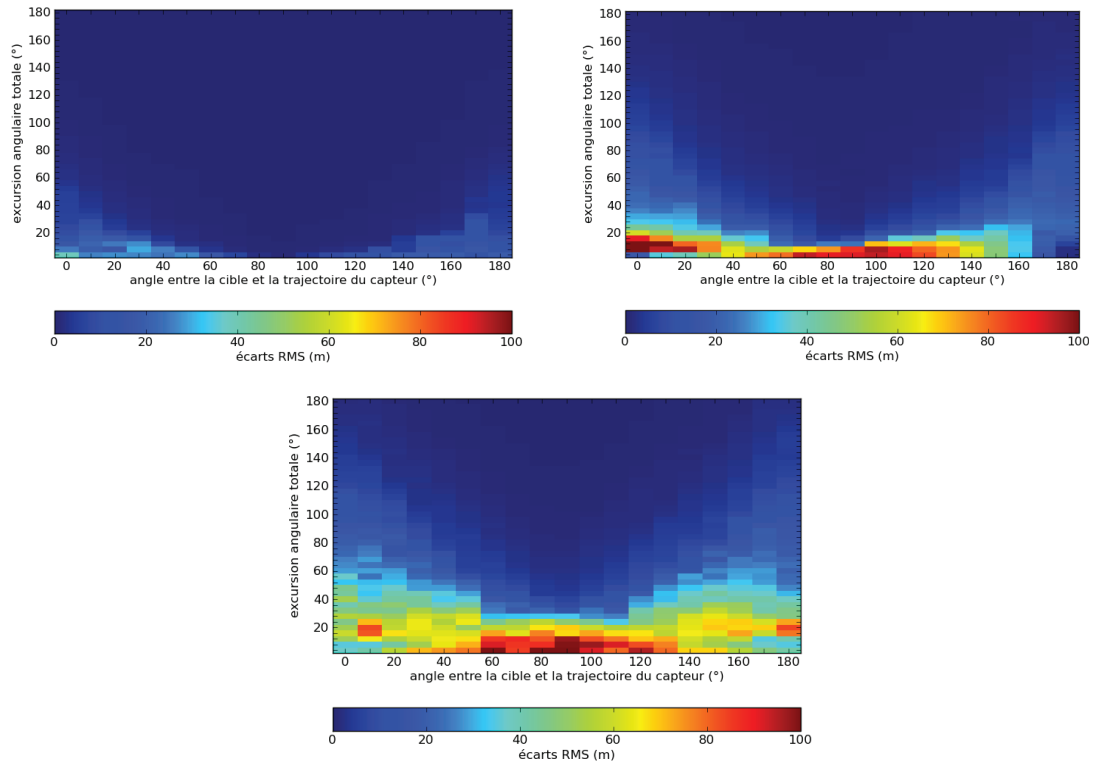 180
160
140
120
100
80
60
40
20
excursion angulaire totale (°)
0 20 40 60 80 100 120 140 160 180
angle entre la cible et la trajectoire du capteur (°)
0 20 40 60 80 100
écarts RMS (m)
180
160
140
120
100
80
60
40
20
excursion angulaire totale (°)
0 20 40 60 80 100 120 140 160 180
angle entre la cible et la trajectoire du capteur (°)
0 20 40 60 80 100
écarts RMS (m)
180
160
140
120
100
80
60
40
20
excursion angulaire totale (°)
0 20 40 60 80 100 120 140 160 180
angle entre la cible et la trajectoire du capteur (°)
0 20 40 60 80 100
écarts RMS (m)